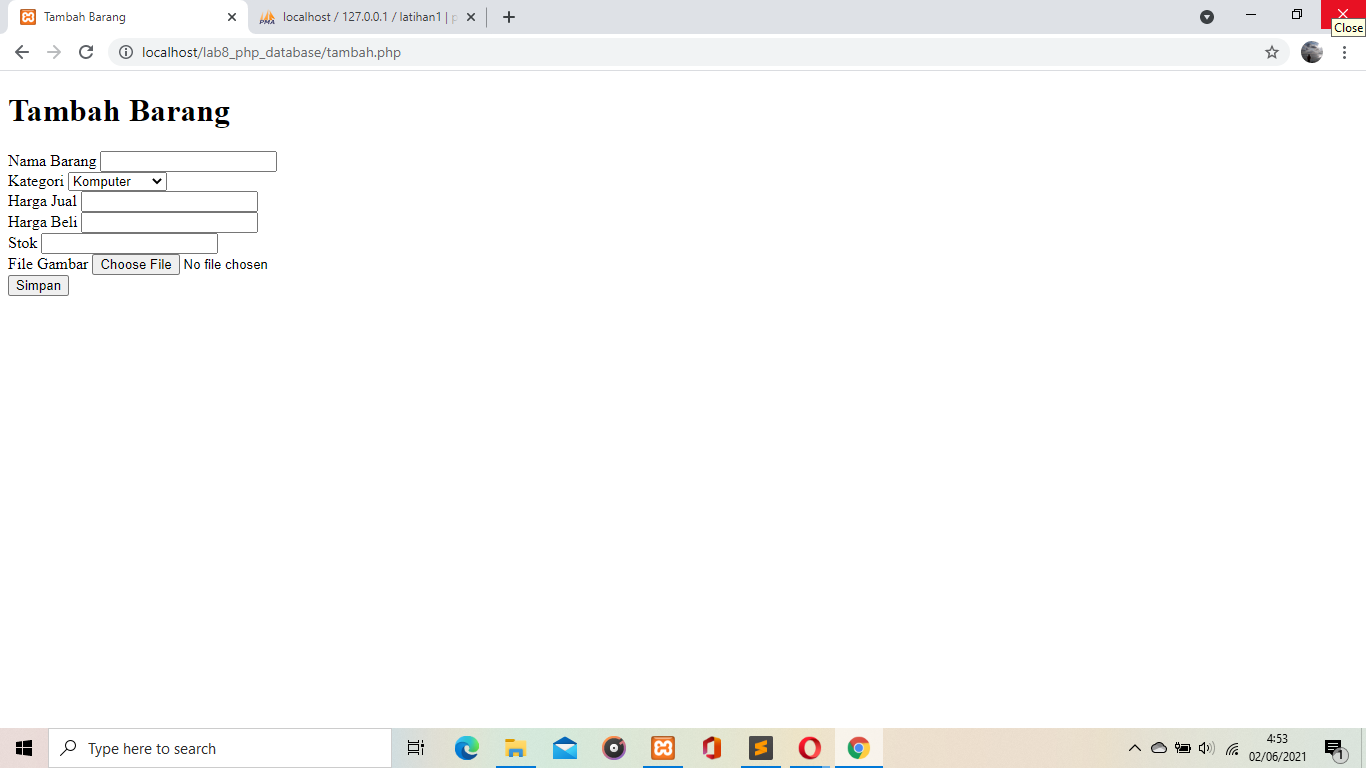 Tambah Barang
localhost / 127.0.0.1 / latihan1 |
Close
localhost/lab8_php_database/tambah.php
Tambah Barang
Nama Barang
Kategori Komputer
Harga Jual
Harga Beli
Stok
File Gambar Choose File No file chosen
Simpan
Type here to search
4:53
02/06/2021
1